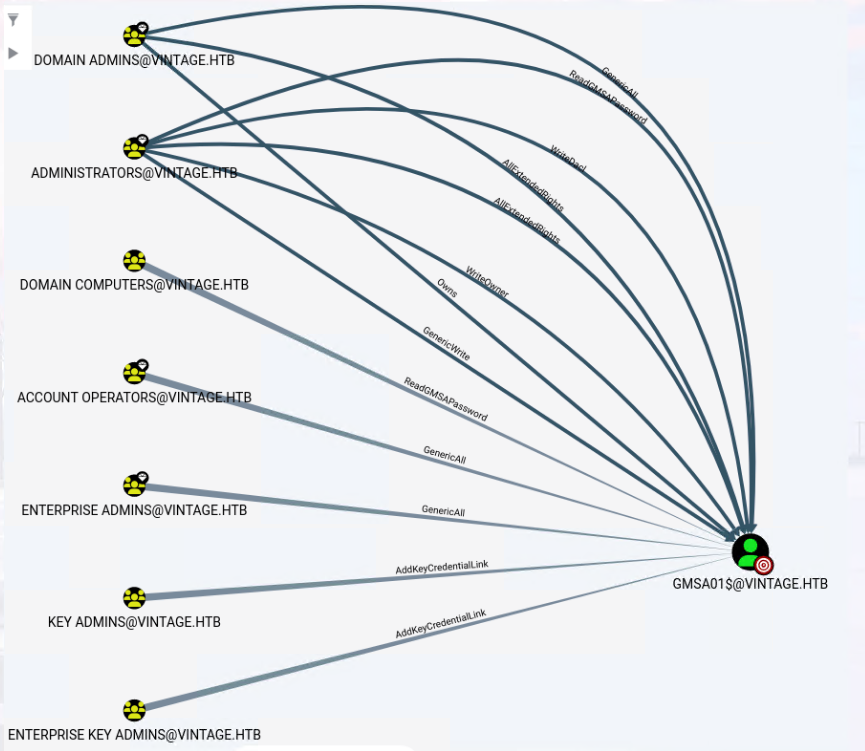 DOMAIN ADMINS@VINTAGE.HTB
GenericAll
ReadGMSAPassword
ADMINISTRATORS@VINTAGE.HTB
WriteDacl
AllExtendedRights
AllExtendedRights
DOMAIN COMPUTERS@VINTAGE.HTB
WriteOwner
Owns
GenericWrite
ReadGMSAPassword
ACCOUNT OPERATORS@VINTAGE.HTB
GenericAll
ENTERPRISE ADMINS@VINTAGE.HTB
GenericAll
AddKeyCredentialLink
GMSA01$@VINTAGE.HTB
KEY ADMINS@VINTAGE.HTB
AddKeyCredentialLink
ENTERPRISE KEY ADMINS@VINTAGE.HTB